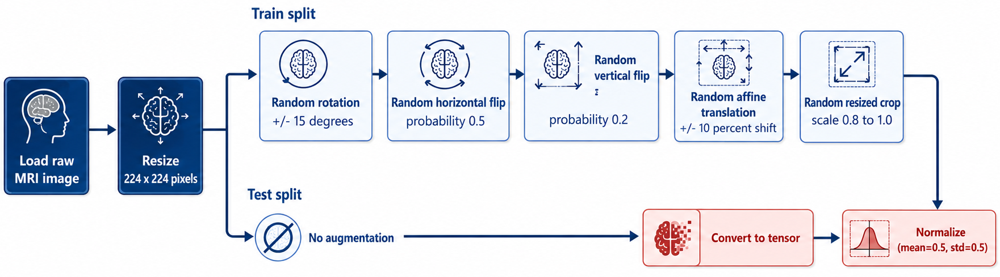 Train split
Load raw
MRI image
Resize
224 x 224 pixels
Random rotation
+/- 15 degrees
Random horizontal flip
probability 0.5
Random
vertical flip
probability 0.2
Random affine
translation
+/- 10 percent shift
Random resized crop
scale 0.8 to 1.0
Test split
No augmentation
Convert to tensor
Normalize
(mean=0.5, std=0.5)